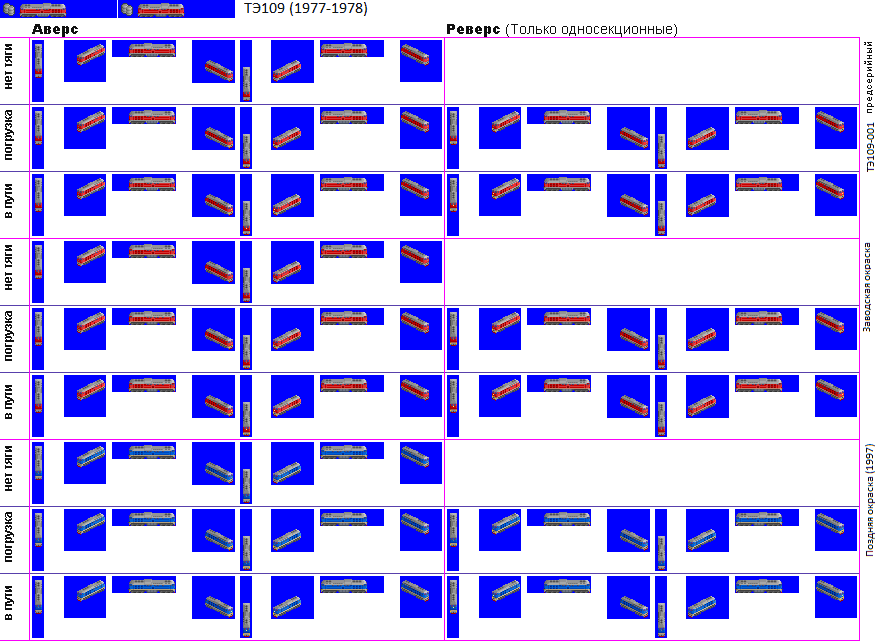 ТЭ109 (1977-1978)
Аверс
Реверс (Только односекционные)
нет тяги
погрузка
в пути
ТЭ109-001 предсерийный
нет тяги
погрузка
в пути
Заводская окраска
нет тяги
погрузка
в пути
Поздняя окраска (1997)